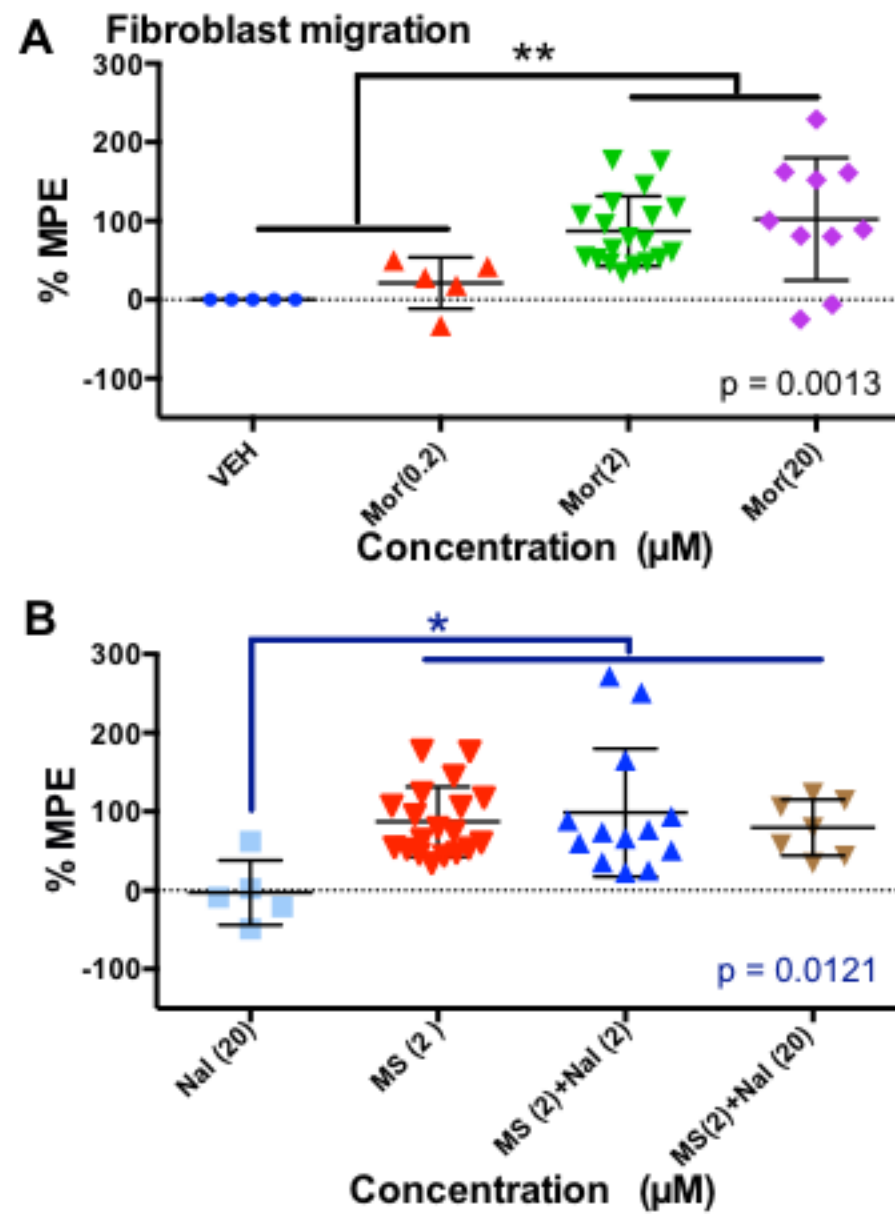 A Fibroblast migration
**
300
200
100
0
-100
% MPE
p = 0.0013
VEH
Mor(0.2)
Mor(2)
Mor(20)
Concentration (µM)
B
*
300
200
100
0
-100
% MPE
p = 0.0121
Nal (20)
MS (2 )
MS (2)+Nal (2)
MS(2)+Nal (20)
Concentration (µM)